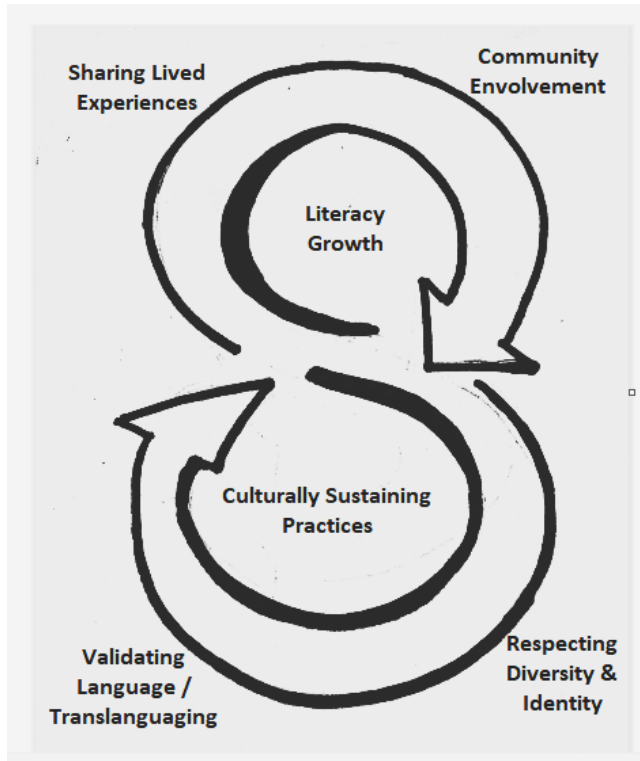 Sharing Lived
Experiences
Community
Envolvement
Literacy
Growth
Culturally Sustaining
Practices
Validating
Language /
Translanguaging
Respecting
Diversity &
Identity